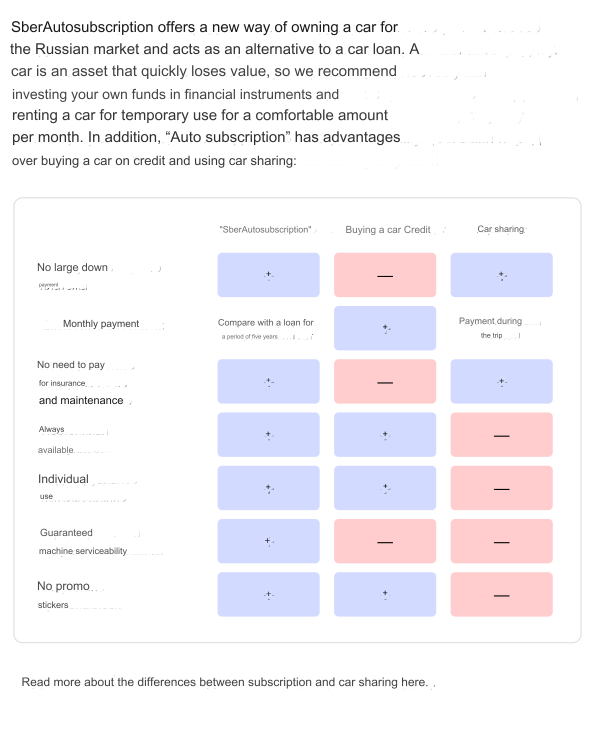 SberAutosubscription offers a new way of owning a car for
the Russian market and acts as an alternative to a car loan. A
car is an asset that quickly loses value, so we recommend
investing your own funds in financial instruments and
renting a car for temporary use for a comfortable amount
per month. In addition, “Auto subscription” has advantages
over buying a car on credit and using car sharing:
"SberAutosubscription" Buying a car Credit Car sharing
No large down
payment
+ — +
Monthly payment
Compare with a loan for
a period of five years
+
Payment during
the trip
No need to pay
for insurance
and maintenance
+ — +
Always
available
+ + —
Individual
use
+ + —
Guaranteed
machine serviceability
+ — —
No promo
stickers
+ + —
Read more about the differences between subscription and car sharing here.